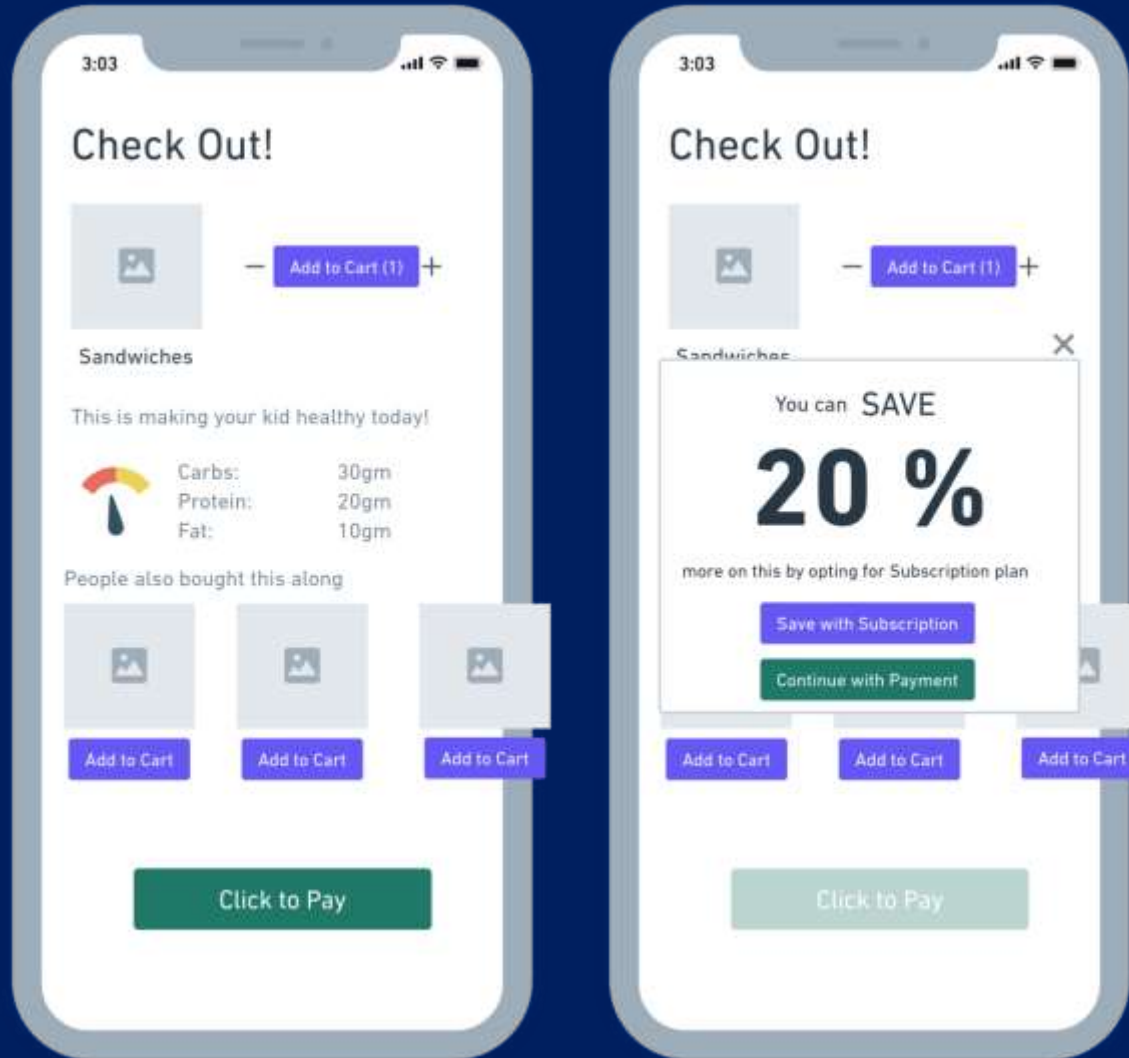 3:03
Check Out!
Add to Cart (1)
Sandwiches
This is making your kid healthy today!
Carbs: 30gm
Protein: 20gm
Fat: 10gm
People also bought this along
Add to Cart Add to Cart Add to Cart
Click to Pay
3:03
Check Out!
Add to Cart (1)
Sandwiches
You can SAVE
20 %
more on this by opting for Subscription plan
Save with Subscription
Continue with Payment
Add to Cart Add to Cart Add to Cart
Click to Pay